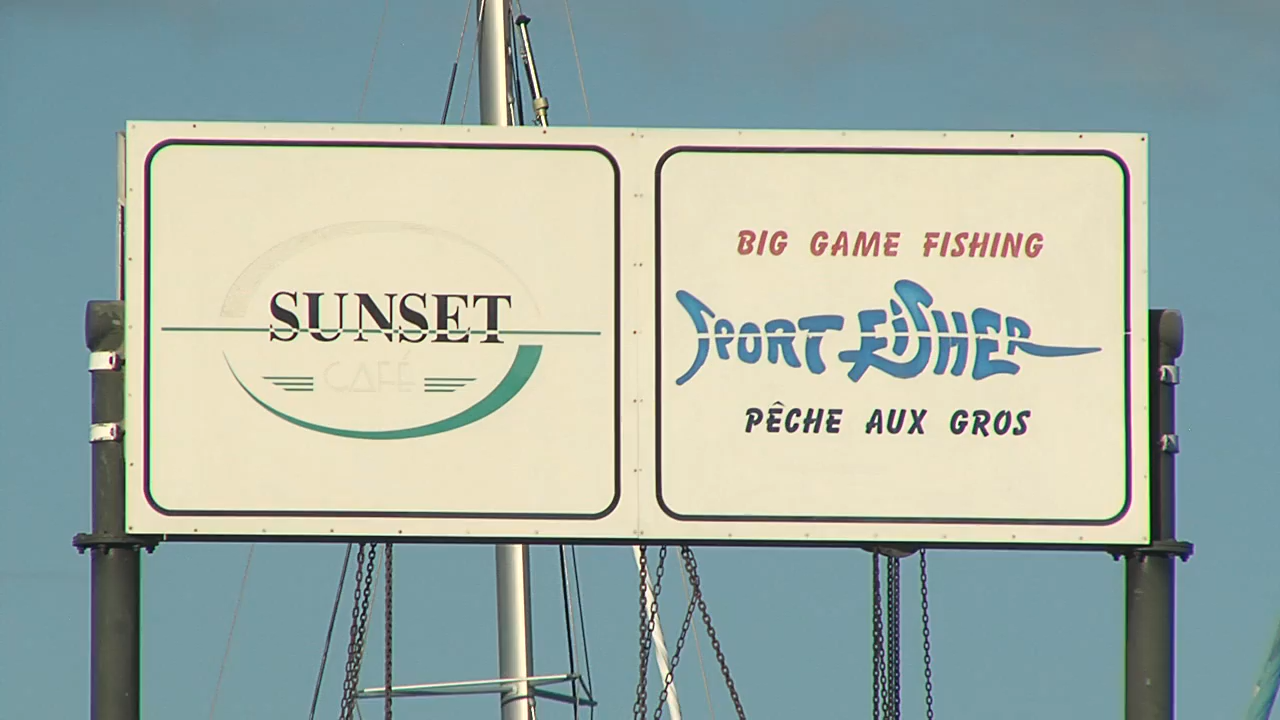 SUNSET
CAFÉ
BIG GAME FISHING
SPORT FISHER
PÊCHE AUX GROS